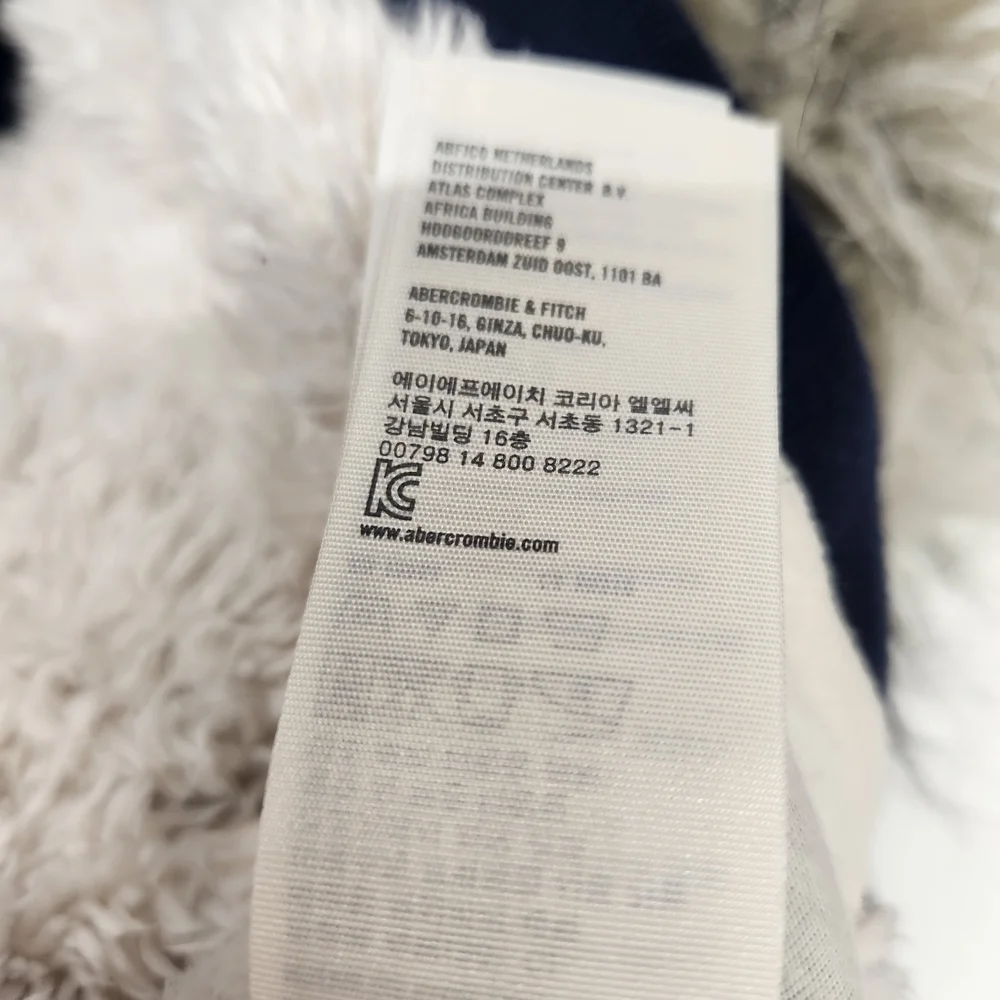 ABFICO NETHERLANDS
DISTRIBUTION CENTER B.V
ATLAS COMPLEX
AFRICA BUILDING
HOOGOORDDREEF 9
AMSTERDAM ZUID OOST, 1101 BA
ABERCROMBIE & FITCH
6-10-16, GINZA, CHUO-KU,
TOKYO, JAPAN
에이에프에이치 코리아 엘엘씨
서울시 서초구 서초동 1321-1
강남빌딩 16층
00798 14 800 8222
KC
www.abercrombie.com